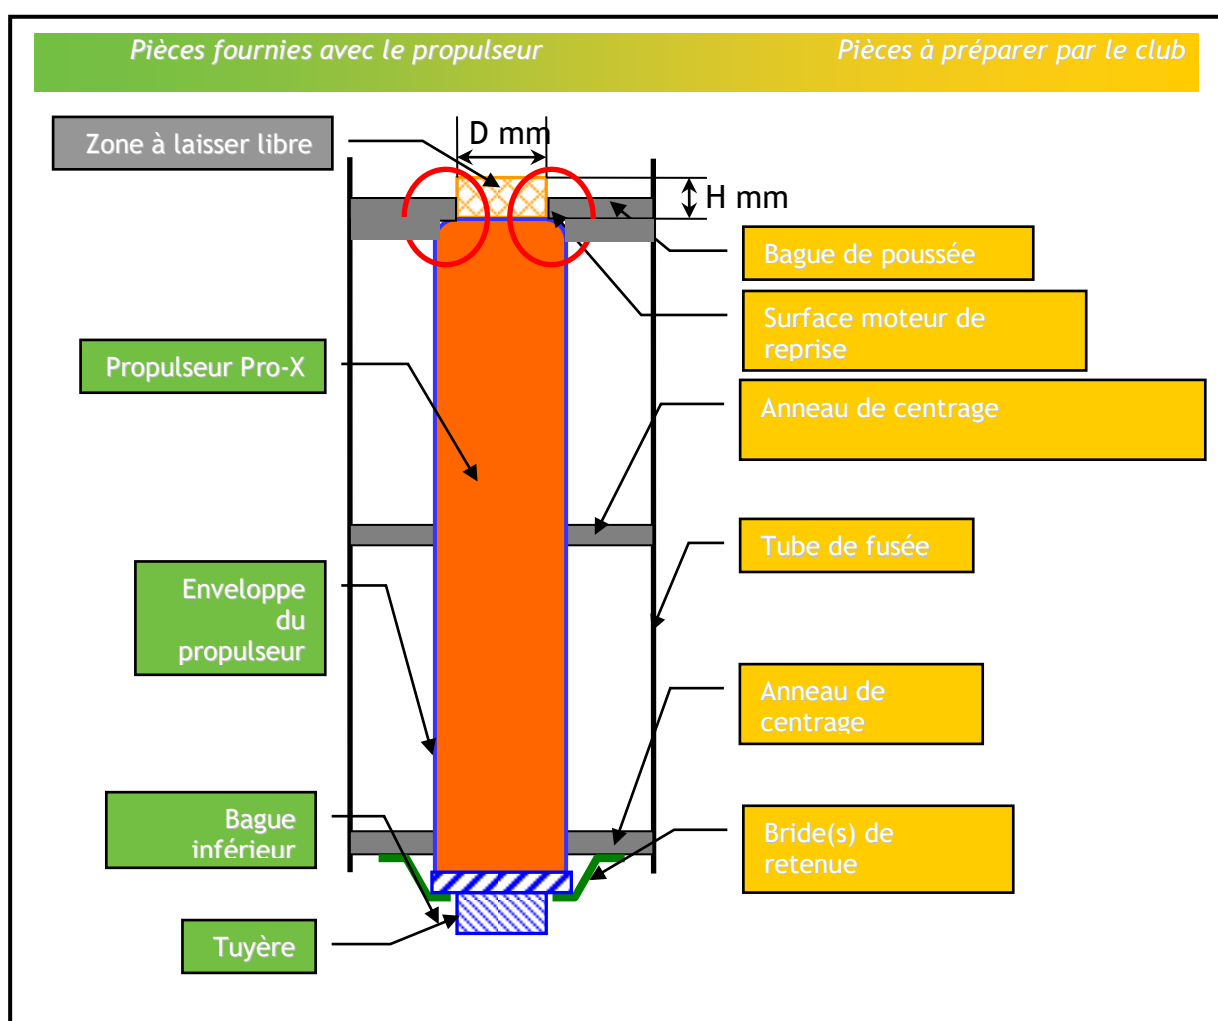 Pièces fournies avec le propulseur
Pièces à préparer par le club
Zone à laisser libre
D mm
H mm
Bague de poussée
Surface moteur de
reprise
Propulseur Pro-X
Anneau de centrage
Tube de fusée
Enveloppe
du
propulseur
Anneau de
centrage
Bague
inférieur
Bride(s) de
retenue
Tuyère